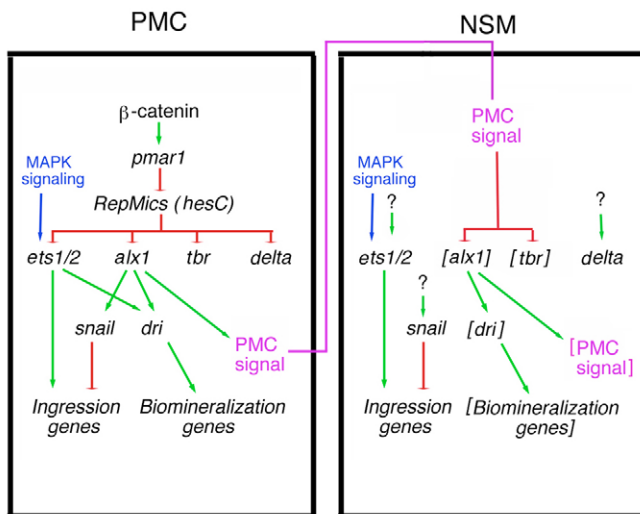 PMC
β-catenin
pmar1
MAPK
signaling
RepMics (hesC)
ets1/2
alx1
tbr
delta
snail
dri
PMC
signal
Ingression
genes
Biomineralization
genes
NSM
PMC
signal
MAPK
signaling
?
?
ets1/2
[alx1]
[tbr]
delta
?
snail
[dri]
[PMC
signal]
Ingression
genes
[Biomineralization
genes]